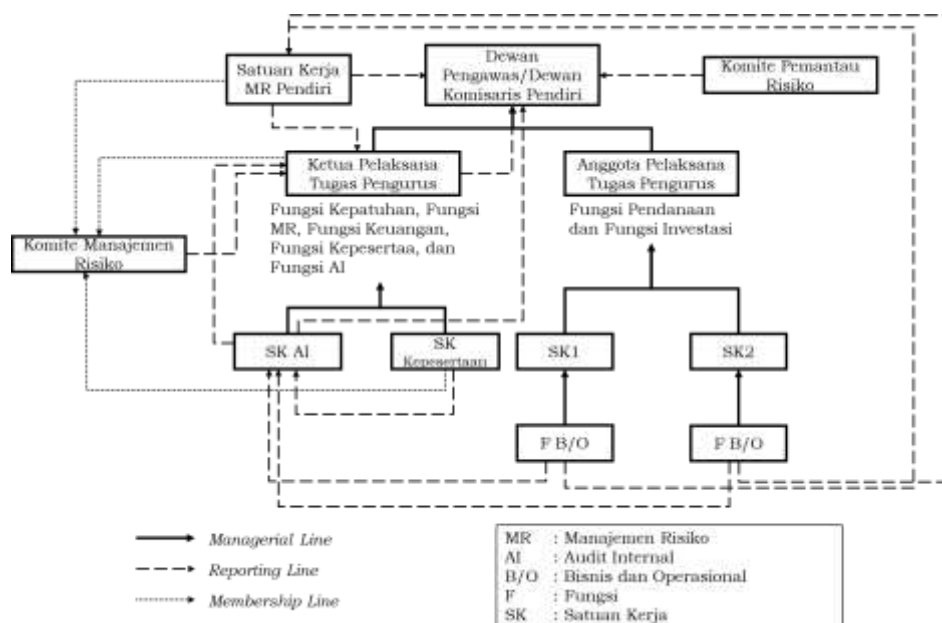 Satuan Kerja
MR Pendiri
Dewan
Pengawas/Dewan
Komisaris Pendiri
Komite Pemantau
Risiko
Ketua Pelaksana
Tugas Pengurus
Anggota Pelaksana
Tugas Pengurus
Fungsi Kepatuhan, Fungsi
MR, Fungsi Keuangan,
Fungsi Kepesertaa, dan
Fungsi AI
Fungsi Pendanaan
dan Fungsi Investasi
Komite Manajemen
Risiko
SK AI
SK
Kepesertaan
SK1
SK2
F B/O
F B/O
Managerial Line
Reporting Line
Membership Line
MR : Manajemen Risiko
AI : Audit Internal
B/O : Bisnis dan Operasional
F : Fungsi
SK : Satuan Kerja